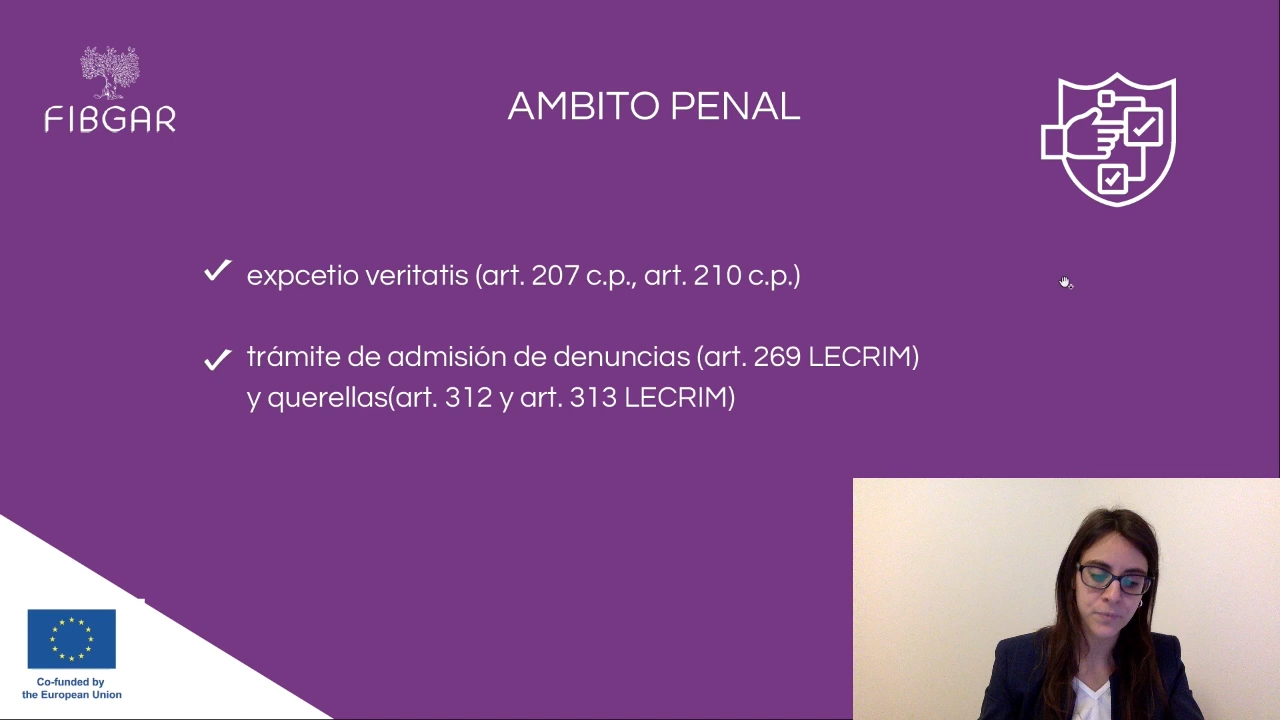 FIBGAR
AMBITO PENAL
expcetio veritatis (art. 207 c.p., art. 210 c.p.)
trámite de admisión de denuncias (art. 269 LECRIM)
y querellas(art. 312 y art. 313 LECRIM)
Co-funded by
the European Union